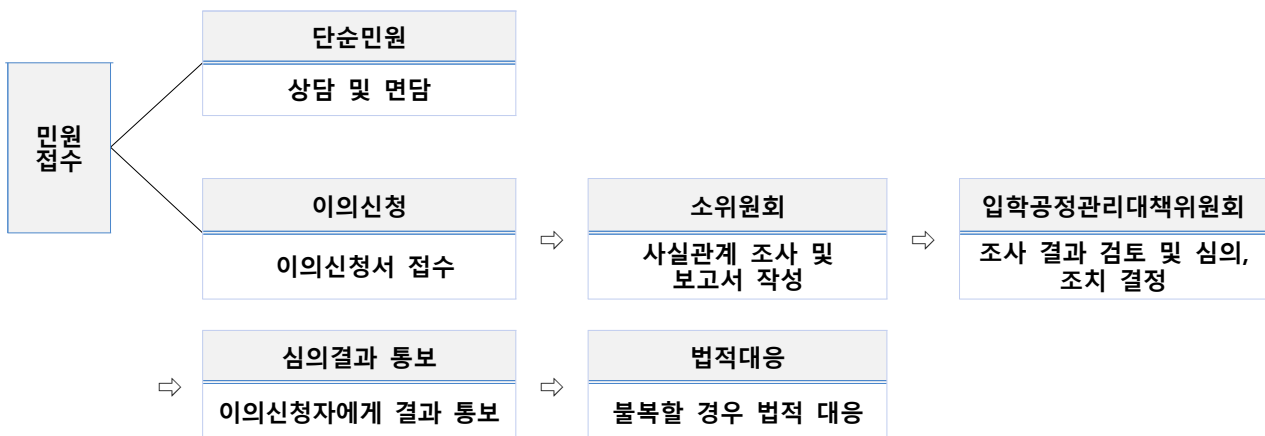 민원
접수
단순민원
상담 및 면담
이의신청
이의신청서 접수
⇨
소위원회
사실관계 조사 및
보고서 작성
⇨
입학공정관리대책위원회
조사 결과 검토 및 심의,
조치 결정
⇨
심의결과 통보
이의신청자에게 결과 통보
⇨
법적대응
불복할 경우 법적 대응